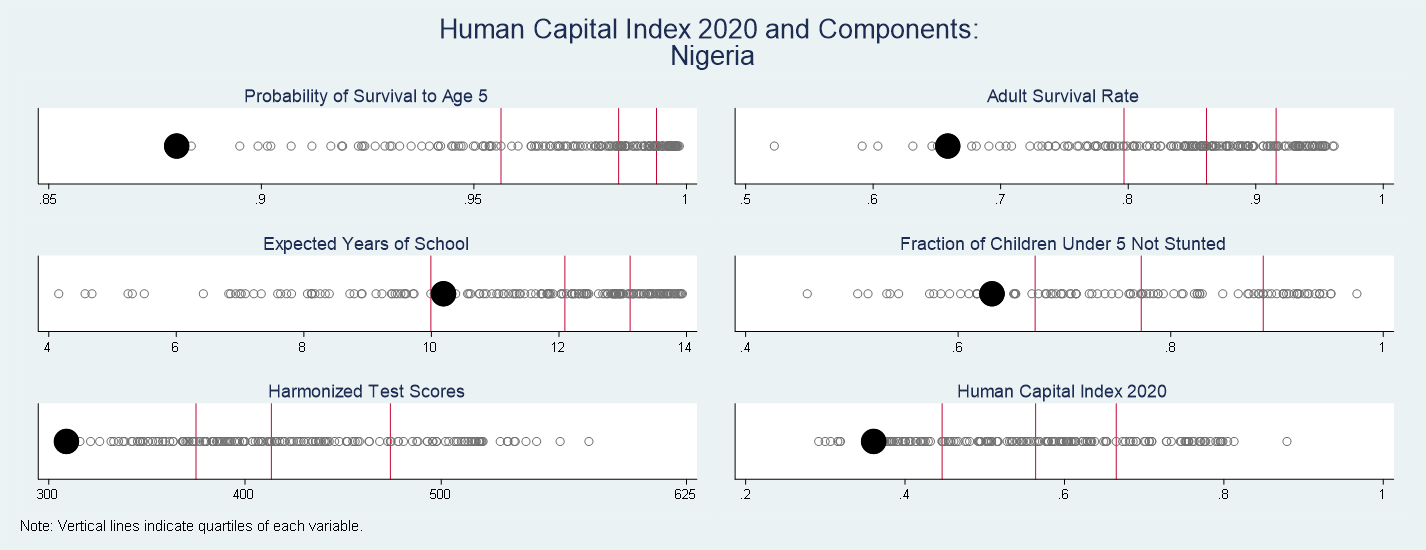 Human Capital Index 2020 and Components:
Nigeria
Probability of Survival to Age 5
.85 .9 .95 1
Adult Survival Rate
.5 .6 .7 .8 .9 1
Expected Years of School
4 6 8 10 12 14
Fraction of Children Under 5 Not Stunted
.4 .6 .8 1
Harmonized Test Scores
300 400 500 625
Human Capital Index 2020
.2 .4 .6 .8 1
Note: Vertical lines indicate quartiles of each variable.